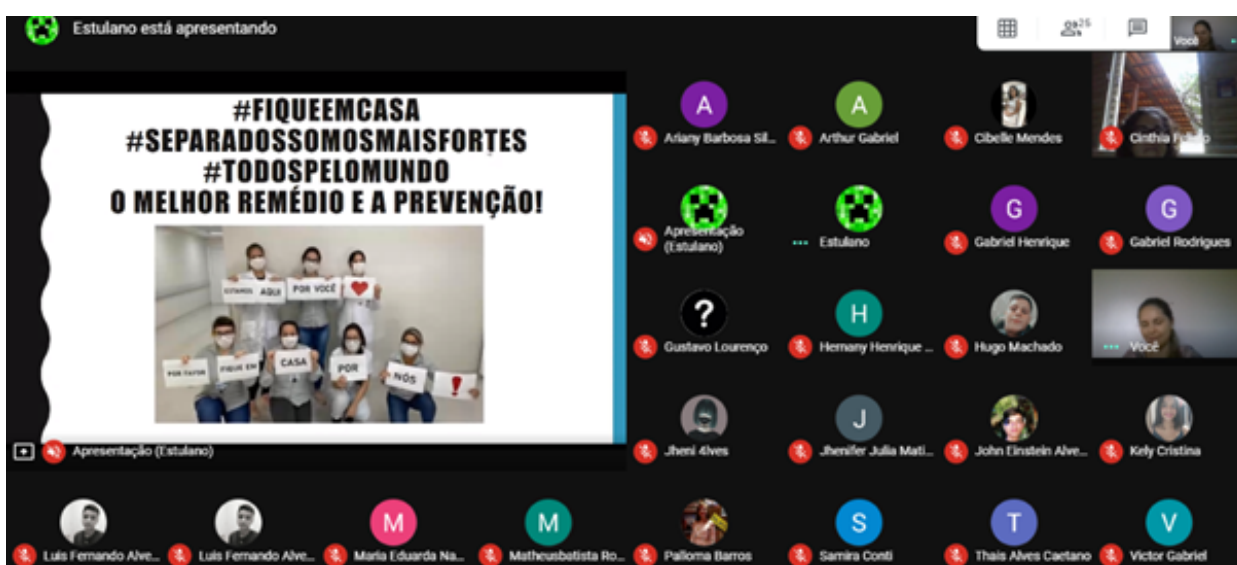 Estulano está apresentando
25
Você
#FIQUEEMCASA
#SEPARADOSSOMOSMAISFORTES
#TODOSPELOMUNDO
O MELHOR REMÉDIO E A PREVENÇÃO!
ESTAMOS AQUI POR VOCÊ
POR FAVOR FIQUE EM CASA POR NÓS !
Apresentação (Estulano)
A
Ariany Barbosa Sil...
A
Arthur Gabriel
Cibelle Mendes
Cinthia
Apresentação
(Estulano)
Estulano
G
Gabriel Henrique
G
Gabriel Rodrigues
?
Gustavo Lourenço
H
Hernany Henrique ...
Hugo Machado
Você
Jheni 4lves
J
Jhenifer Julia Mati...
John Einstein Alve...
Kely Cristina
Luis Fernando Alve...
Luis Fernando Alve...
M
Maria Eduarda Na...
M
Matheusbatista Ro...
Palloma Barros
S
Samira Conti
T
Thais Alves Caetano
V
Victor Gabriel